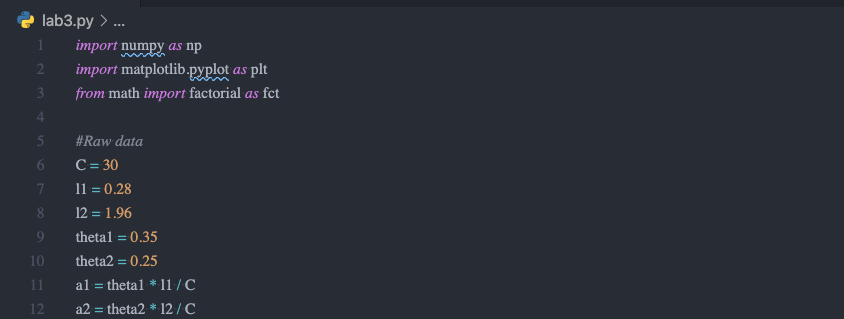 lab3.py > ...
1 import numpy as np
2 import matplotlib.pyplot as plt
3 from math import factorial as fct
4
5 #Raw data
6 C = 30
7 l1 = 0.28
8 l2 = 1.96
9 theta1 = 0.35
10 theta2 = 0.25
11 a1 = theta1 * l1 / C
12 a2 = theta2 * l2 / C